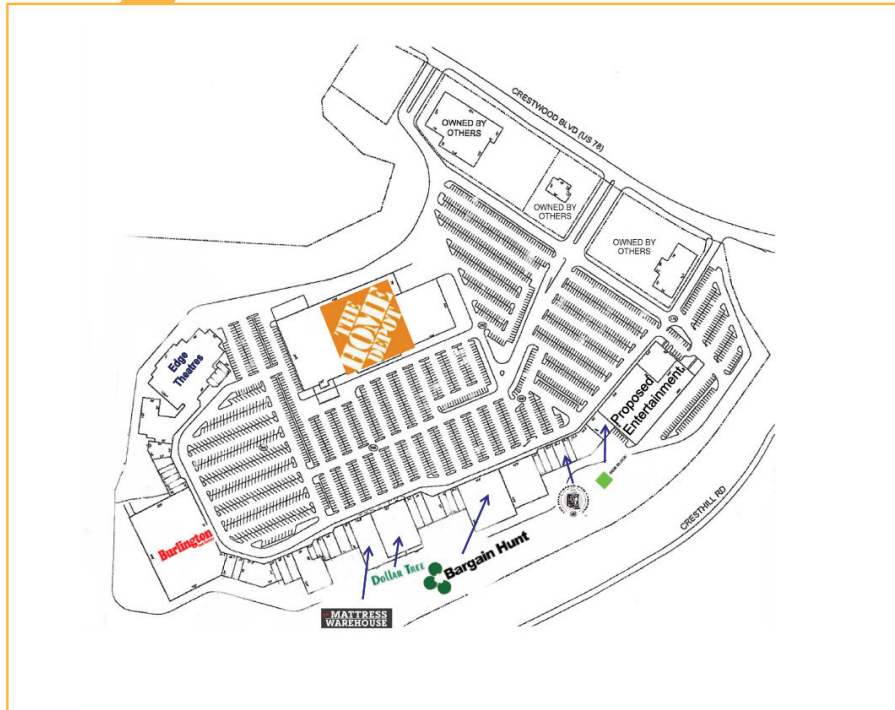 CRESTWOOD BLVD (US 78)
OWNED BY
OTHERS
OWNED BY
OTHERS
OWNED BY
OTHERS
THE
HOME
DEPOT
Edge
Theatres
Proposed
Entertainment
H&R BLOCK
CRESTHILL RD
Burlington
Bargain Hunt
DOLLAR TREE
MATTRESS
WAREHOUSE